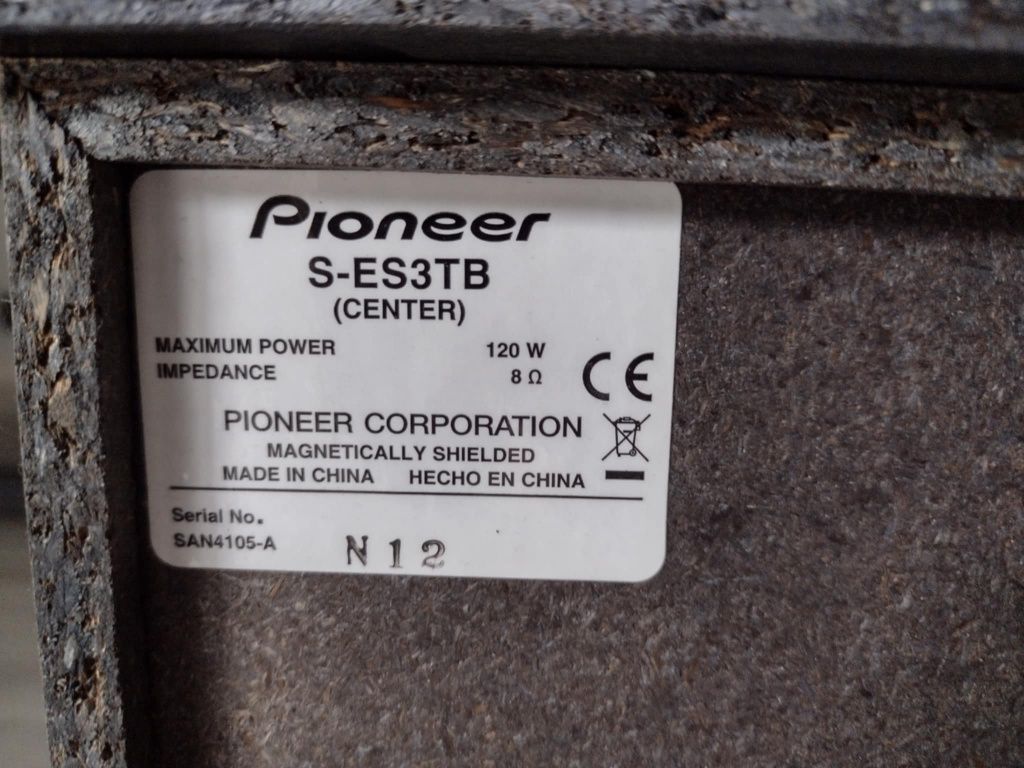 Pioneer
S-ES3TB
(CENTER)
MAXIMUM POWER 120 W
IMPEDANCE 8 Ω
CE
PIONEER CORPORATION
MAGNETICALLY SHIELDED
MADE IN CHINA HECHO EN CHINA
Serial No.
SAN4105-A N12